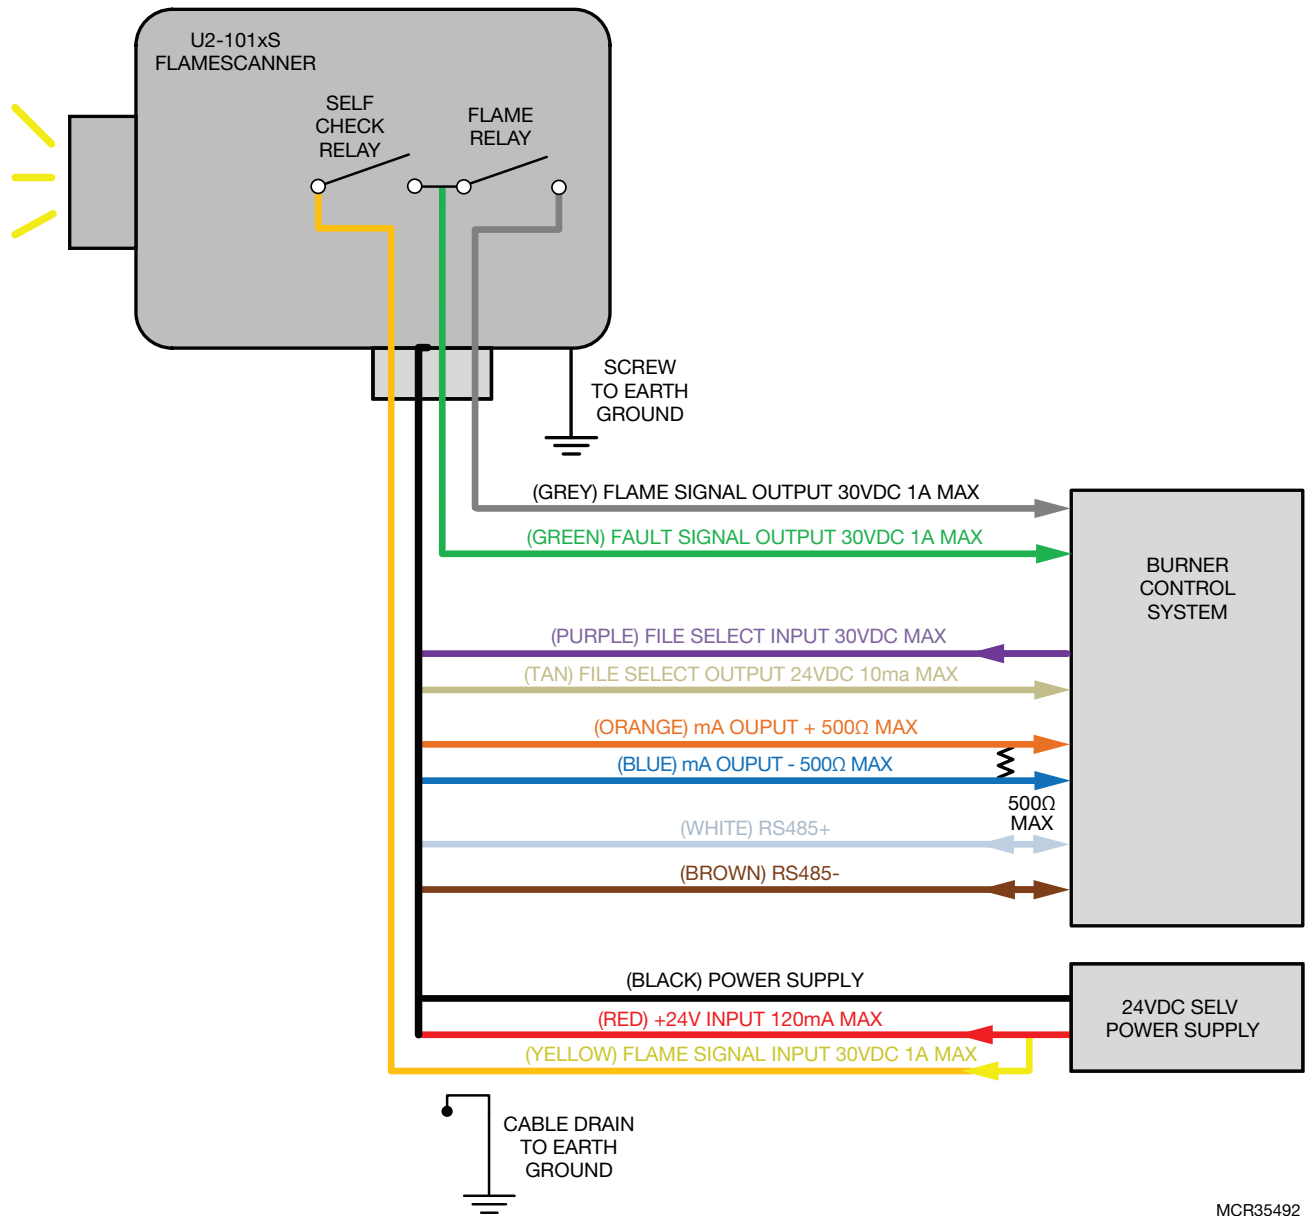 U2-101xS
FLAMESCANNER
SELF
CHECK
RELAY
FLAME
RELAY
SCREW
TO EARTH
GROUND
(GREY) FLAME SIGNAL OUTPUT 30VDC 1A MAX
(GREEN) FAULT SIGNAL OUTPUT 30VDC 1A MAX
BURNER
CONTROL
SYSTEM
(PURPLE) FILE SELECT INPUT 30VDC MAX
(TAN) FILE SELECT OUTPUT 24VDC 10ma MAX
(ORANGE) mA OUPUT + 500Ω MAX
(BLUE) mA OUPUT - 500Ω MAX
500Ω
MAX
(WHITE) RS485+
(BROWN) RS485-
(BLACK) POWER SUPPLY
(RED) +24V INPUT 120mA MAX
(YELLOW) FLAME SIGNAL INPUT 30VDC 1A MAX
24VDC SELV
POWER SUPPLY
CABLE DRAIN
TO EARTH
GROUND
MCR35492